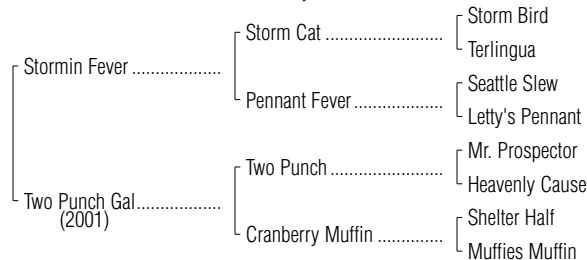 Storm Bird
Storm Cat ......................
Terlingua
Stormin Fever ..................
Seattle Slew
Pennant Fever .................
Letty's Pennant
Mr. Prospector
Two Punch ......................
Heavenly Cause
Two Punch Gal.................
(2001)
Shelter Half
Cranberry Muffin .............
Muffies Muffin